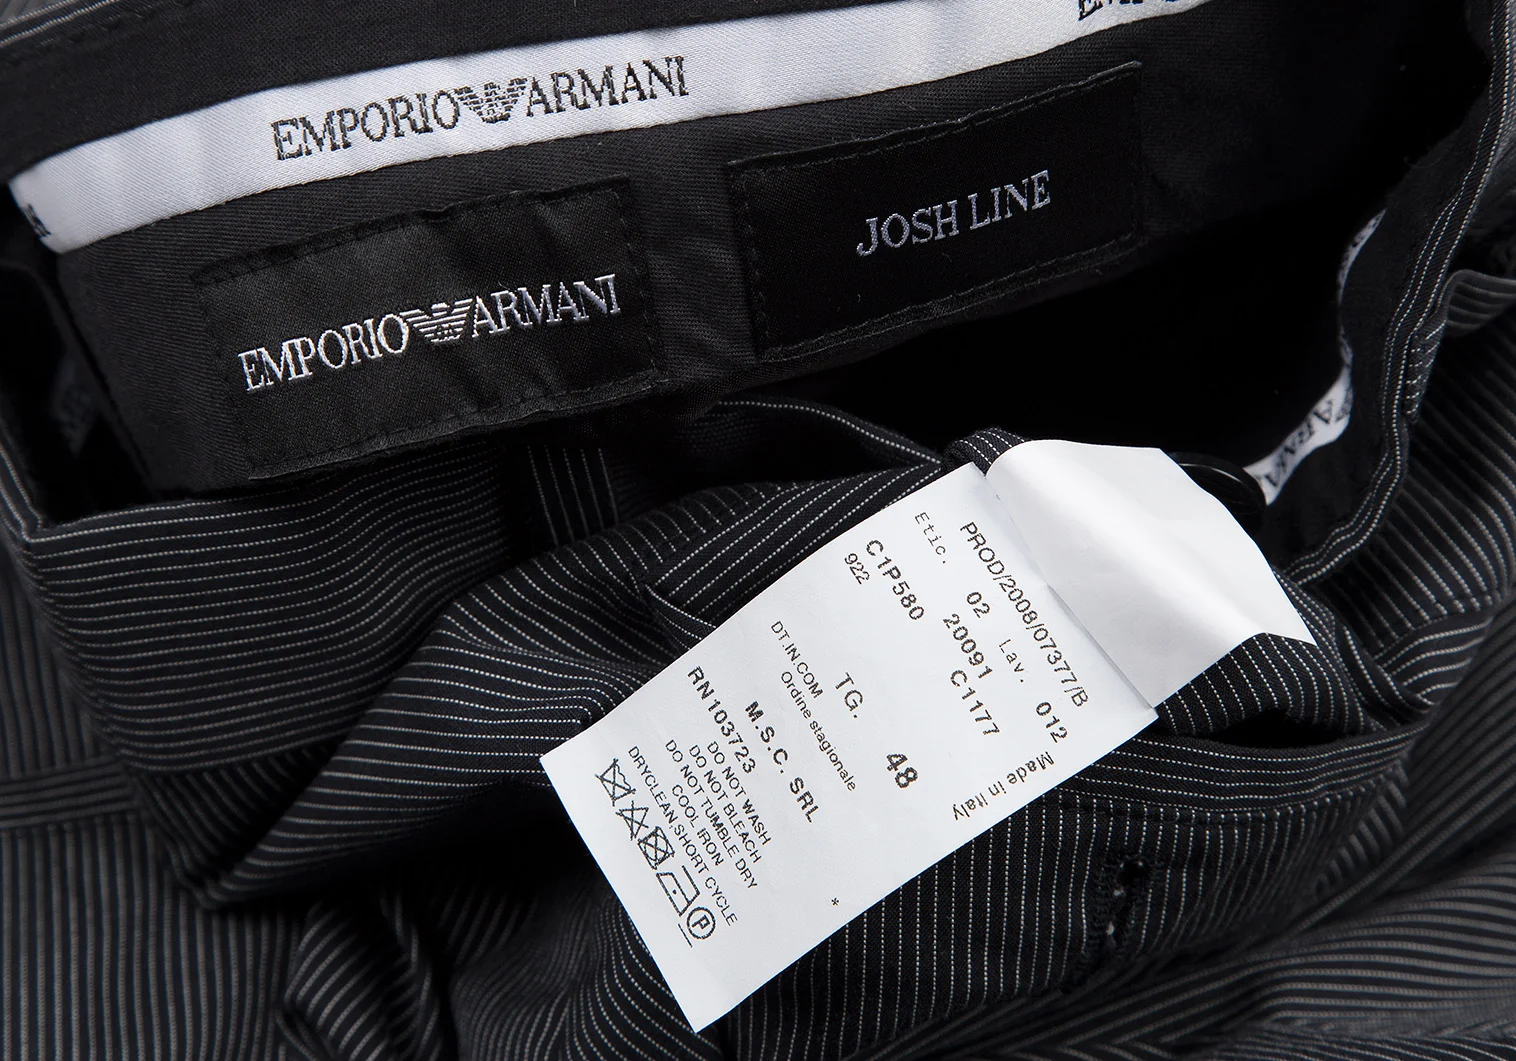 EMPORIO ARMANI
EMPORIO ARMANI
JOSH LINE
PROD/2008/07377/B
Etic. 02 Lav. 012
C1P580 20091 C1177
922
Made in Italy
TG. 48
DT.IN.COM
Ordine stagionale
M.S.C. SRL
RN103723
DO NOT WASH
DO NOT BLEACH
DO NOT TUMBLE DRY
COOL IRON
DRYCLEAN SHORT CYCLE
P
*